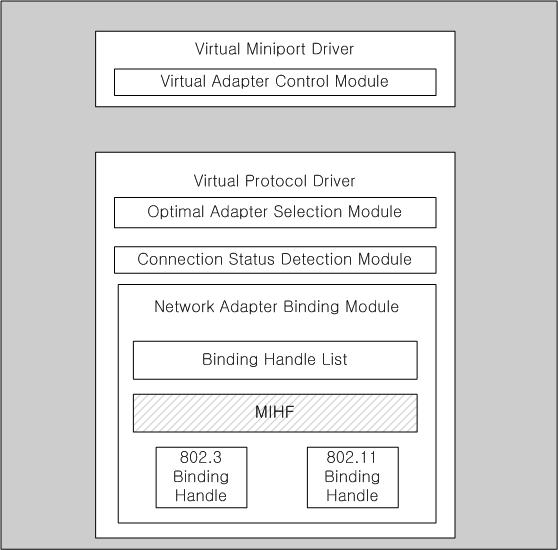 Virtual Miniport Driver
Virtual Adapter Control Module
Virtual Protocol Driver
Optimal Adapter Selection Module
Connection Status Detection Module
Network Adapter Binding Module
Binding Handle List
MIHF
802.3
Binding
Handle
802.11
Binding
Handle